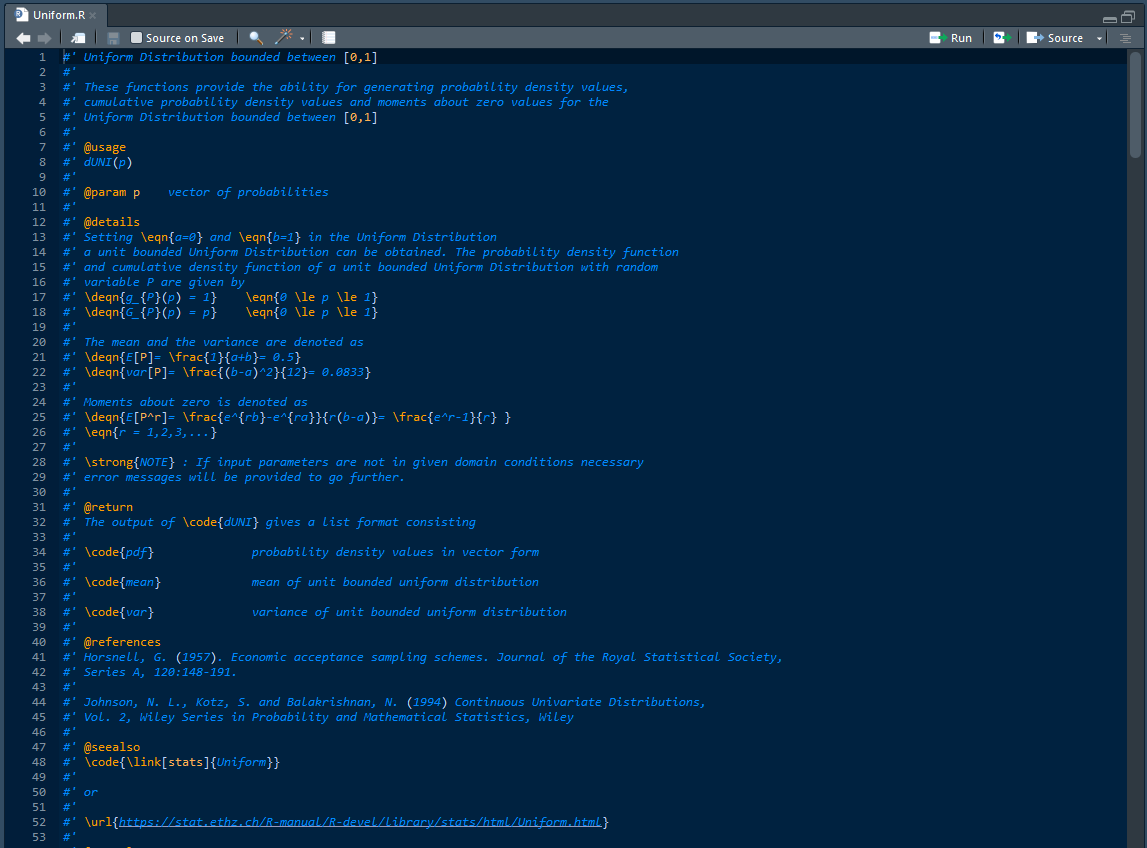 Uniform.R ×
Source on Save Run Source
1 #' Uniform Distribution bounded between [0,1]
2 #'
3 #' These functions provide the ability for generating probability density values,
4 #' cumulative probability density values and moments about zero values for the
5 #' Uniform Distribution bounded between [0,1]
6 #'
7 #' @usage
8 #' dUNI(p)
9 #'
10 #' @param p    vector of probabilities
11 #'
12 #' @details
13 #' Setting \eqn{a=0} and \eqn{b=1} in the Uniform Distribution
14 #' a unit bounded Uniform Distribution can be obtained. The probability density function
15 #' and cumulative density function of a unit bounded Uniform Distribution with random
16 #' variable P are given by
17 #' \deqn{g_{P}(p) = 1}    \eqn{0 \le p \le 1}
18 #' \deqn{G_{P}(p) = p}    \eqn{0 \le p \le 1}
19 #'
20 #' The mean and the variance are denoted as
21 #' \deqn{E[P]= \frac{1}{a+b}= 0.5}
22 #' \deqn{var[P]= \frac{(b-a)^2}{12}= 0.0833}
23 #'
24 #' Moments about zero is denoted as
25 #' \deqn{E[P^r]= \frac{e^{rb}-e^{ra}}{r(b-a)}= \frac{e^r-1}{r} }
26 #' \eqn{r = 1,2,3,...}
27 #'
28 #' \strong{NOTE} : If input parameters are not in given domain conditions necessary
29 #' error messages will be provided to go further.
30 #'
31 #' @return
32 #' The output of \code{dUNI} gives a list format consisting
33 #'
34 #' \code{pdf}              probability density values in vector form
35 #'
36 #' \code{mean}             mean of unit bounded uniform distribution
37 #'
38 #' \code{var}              variance of unit bounded uniform distribution
39 #'
40 #' @references
41 #' Horsnell, G. (1957). Economic acceptance sampling schemes. Journal of the Royal Statistical Society,
42 #' Series A, 120:148-191.
43 #'
44 #' Johnson, N. L., Kotz, S. and Balakrishnan, N. (1994) Continuous Univariate Distributions,
45 #' Vol. 2, Wiley Series in Probability and Mathematical Statistics, Wiley
46 #'
47 #' @seealso
48 #' \code{\link[stats]{Uniform}}
49 #'
50 #' or
51 #'
52 #' \url{https://stat.ethz.ch/R-manual/R-devel/library/stats/html/Uniform.html}
53 #'